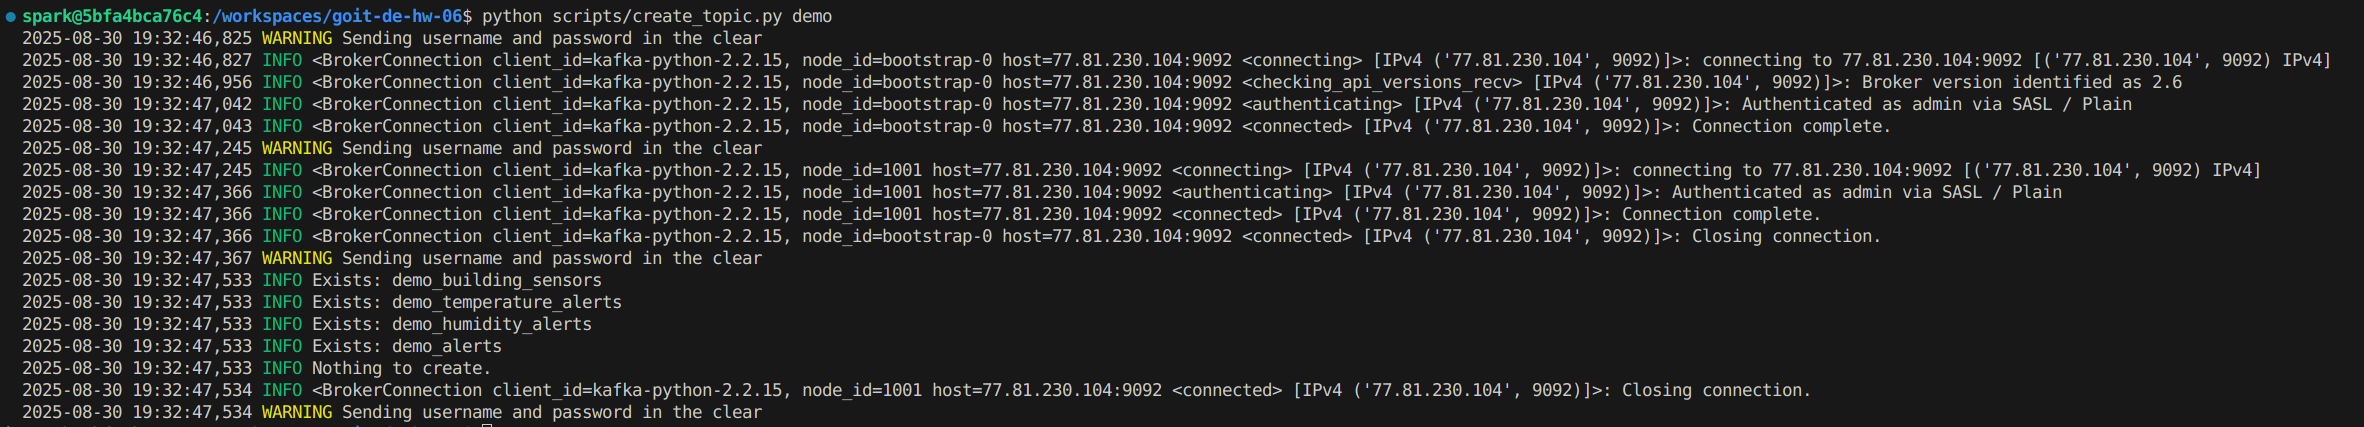 spark@5bfa4bca76c4:/workspaces/goit-de-hw-06$ python scripts/create_topic.py demo
2025-08-30 19:32:46,825 WARNING Sending username and password in the clear
2025-08-30 19:32:46,827 INFO <BrokerConnection client_id=kafka-python-2.2.15, node_id=bootstrap-0 host=77.81.230.104:9092 <connecting> [IPv4 ('77.81.230.104', 9092)]>: connecting to 77.81.230.104:9092 [('77.81.230.104', 9092) IPv4]
2025-08-30 19:32:46,956 INFO <BrokerConnection client_id=kafka-python-2.2.15, node_id=bootstrap-0 host=77.81.230.104:9092 <checking_api_versions_recv> [IPv4 ('77.81.230.104', 9092)]>: Broker version identified as 2.6
2025-08-30 19:32:47,042 INFO <BrokerConnection client_id=kafka-python-2.2.15, node_id=bootstrap-0 host=77.81.230.104:9092 <authenticating> [IPv4 ('77.81.230.104', 9092)]>: Authenticated as admin via SASL / Plain
2025-08-30 19:32:47,043 INFO <BrokerConnection client_id=kafka-python-2.2.15, node_id=bootstrap-0 host=77.81.230.104:9092 <connected> [IPv4 ('77.81.230.104', 9092)]>: Connection complete.
2025-08-30 19:32:47,245 WARNING Sending username and password in the clear
2025-08-30 19:32:47,245 INFO <BrokerConnection client_id=kafka-python-2.2.15, node_id=1001 host=77.81.230.104:9092 <connecting> [IPv4 ('77.81.230.104', 9092)]>: connecting to 77.81.230.104:9092 [('77.81.230.104', 9092) IPv4]
2025-08-30 19:32:47,366 INFO <BrokerConnection client_id=kafka-python-2.2.15, node_id=1001 host=77.81.230.104:9092 <authenticating> [IPv4 ('77.81.230.104', 9092)]>: Authenticated as admin via SASL / Plain
2025-08-30 19:32:47,366 INFO <BrokerConnection client_id=kafka-python-2.2.15, node_id=1001 host=77.81.230.104:9092 <connected> [IPv4 ('77.81.230.104', 9092)]>: Connection complete.
2025-08-30 19:32:47,366 INFO <BrokerConnection client_id=kafka-python-2.2.15, node_id=bootstrap-0 host=77.81.230.104:9092 <connected> [IPv4 ('77.81.230.104', 9092)]>: Closing connection.
2025-08-30 19:32:47,367 WARNING Sending username and password in the clear
2025-08-30 19:32:47,533 INFO Exists: demo_building_sensors
2025-08-30 19:32:47,533 INFO Exists: demo_temperature_alerts
2025-08-30 19:32:47,533 INFO Exists: demo_humidity_alerts
2025-08-30 19:32:47,533 INFO Exists: demo_alerts
2025-08-30 19:32:47,533 INFO Nothing to create.
2025-08-30 19:32:47,534 INFO <BrokerConnection client_id=kafka-python-2.2.15, node_id=1001 host=77.81.230.104:9092 <connected> [IPv4 ('77.81.230.104', 9092)]>: Closing connection.
2025-08-30 19:32:47,534 WARNING Sending username and password in the clear